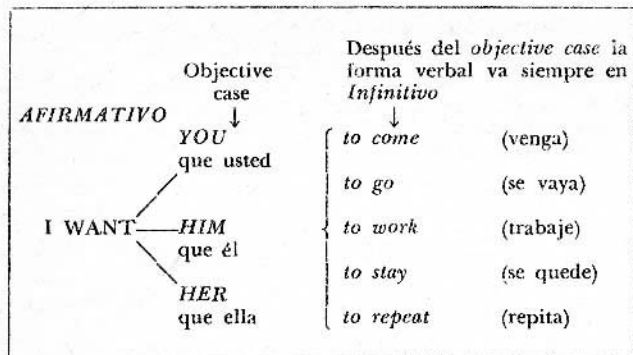 Después del objective case la
forma verbal va siempre en
Infinitivo
Objective
case
AFIRMATIVO
YOU
que usted
I WANT
HIM
que él
HER
que ella
to come (venga)
to go (se vaya)
to work (trabaje)
to stay (se quede)
to repeat (repita)